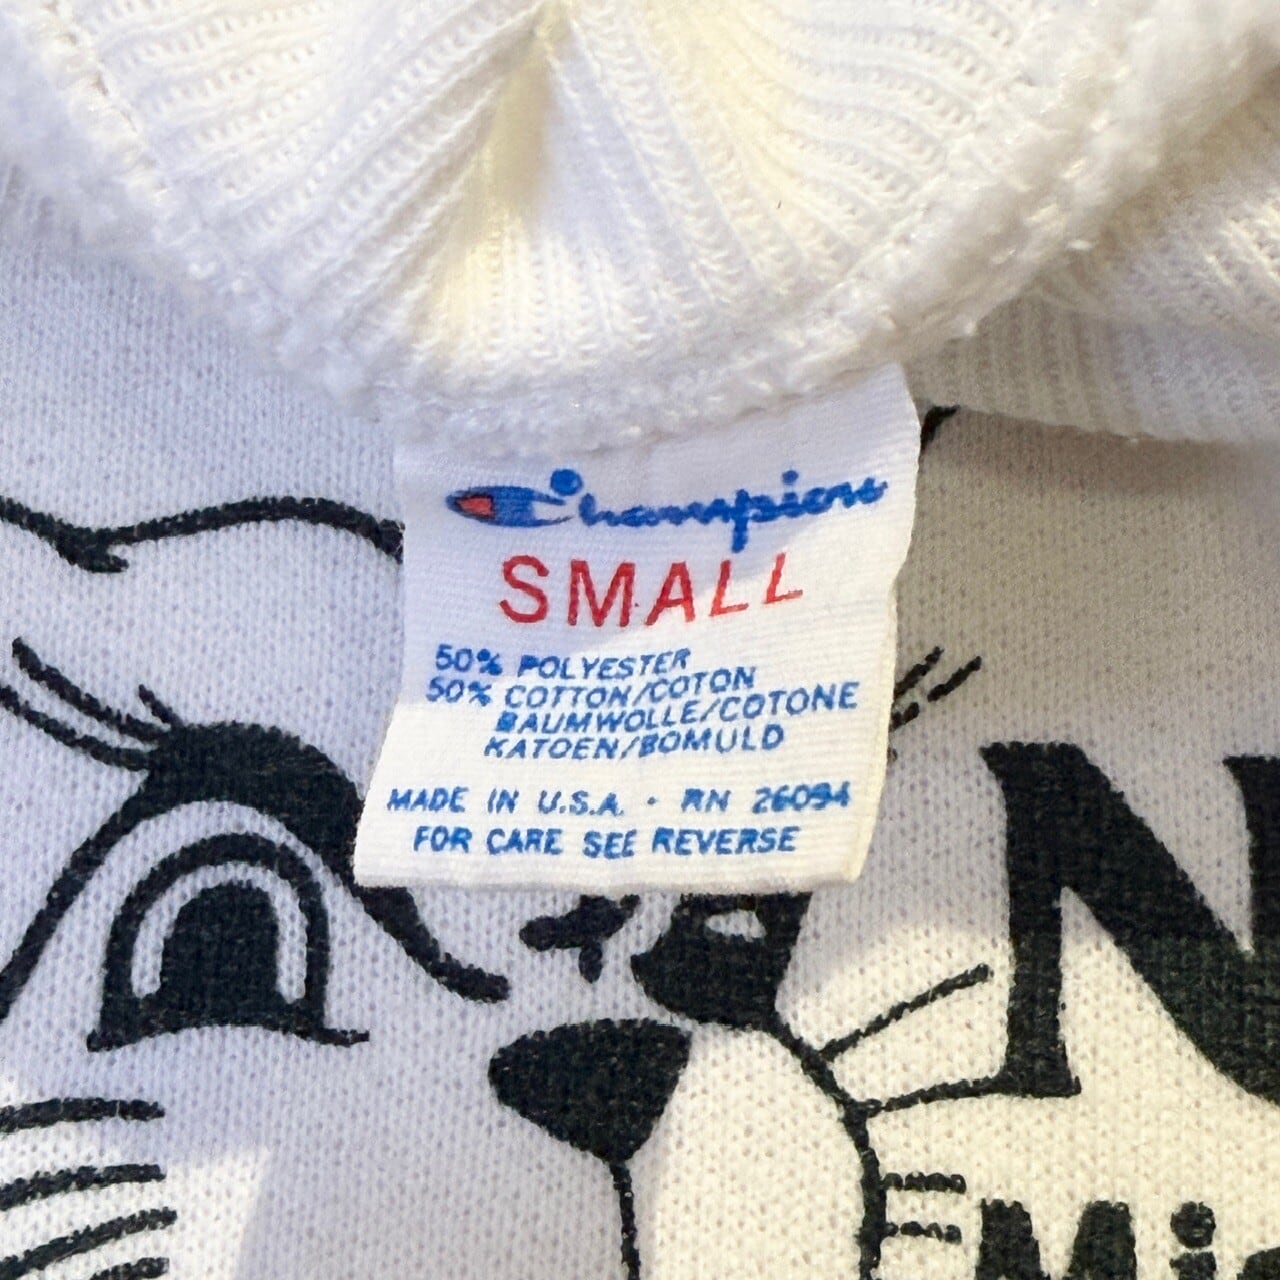 Champion
SMALL
50% POLYESTER
50% COTTON/COTON
BAUMWOLLE/COTONE
KATOEN/BOMULD
MADE IN U.S.A. · RN 26094
FOR CARE SEE REVERSE
N
Mi